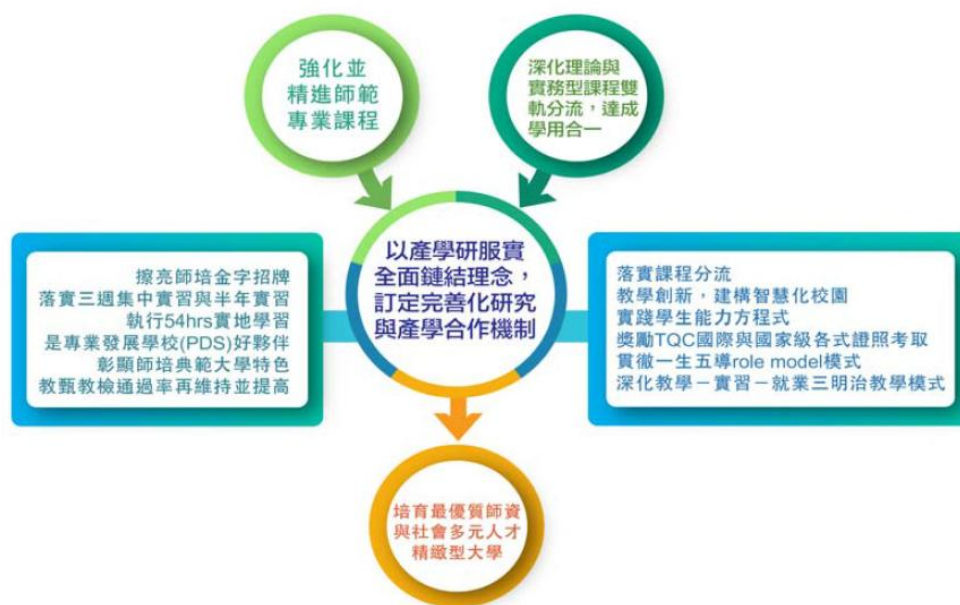 強化並
精進師範
專業課程
深化理論與
實務型課程雙
軌分流，達成
學用合一
以產學研服實
全面鏈結理念，
訂定完善化研究
與產學合作機制
擦亮師培金字招牌
落實三週集中實習與半年實習
執行54hrs實地學習
是專業發展學校(PDS)好夥伴
彰顯師培典範大學特色
教甄教檢通過率再維持並提高
落實課程分流
教學創新，建構智慧化校園
實踐學生能力方程式
獎勵TQC國際與國家級各式證照考取
貫徹一生五導role model模式
深化教學－實習－就業三明治教學模式
培育最優質師資
與社會多元人才
精緻型大學